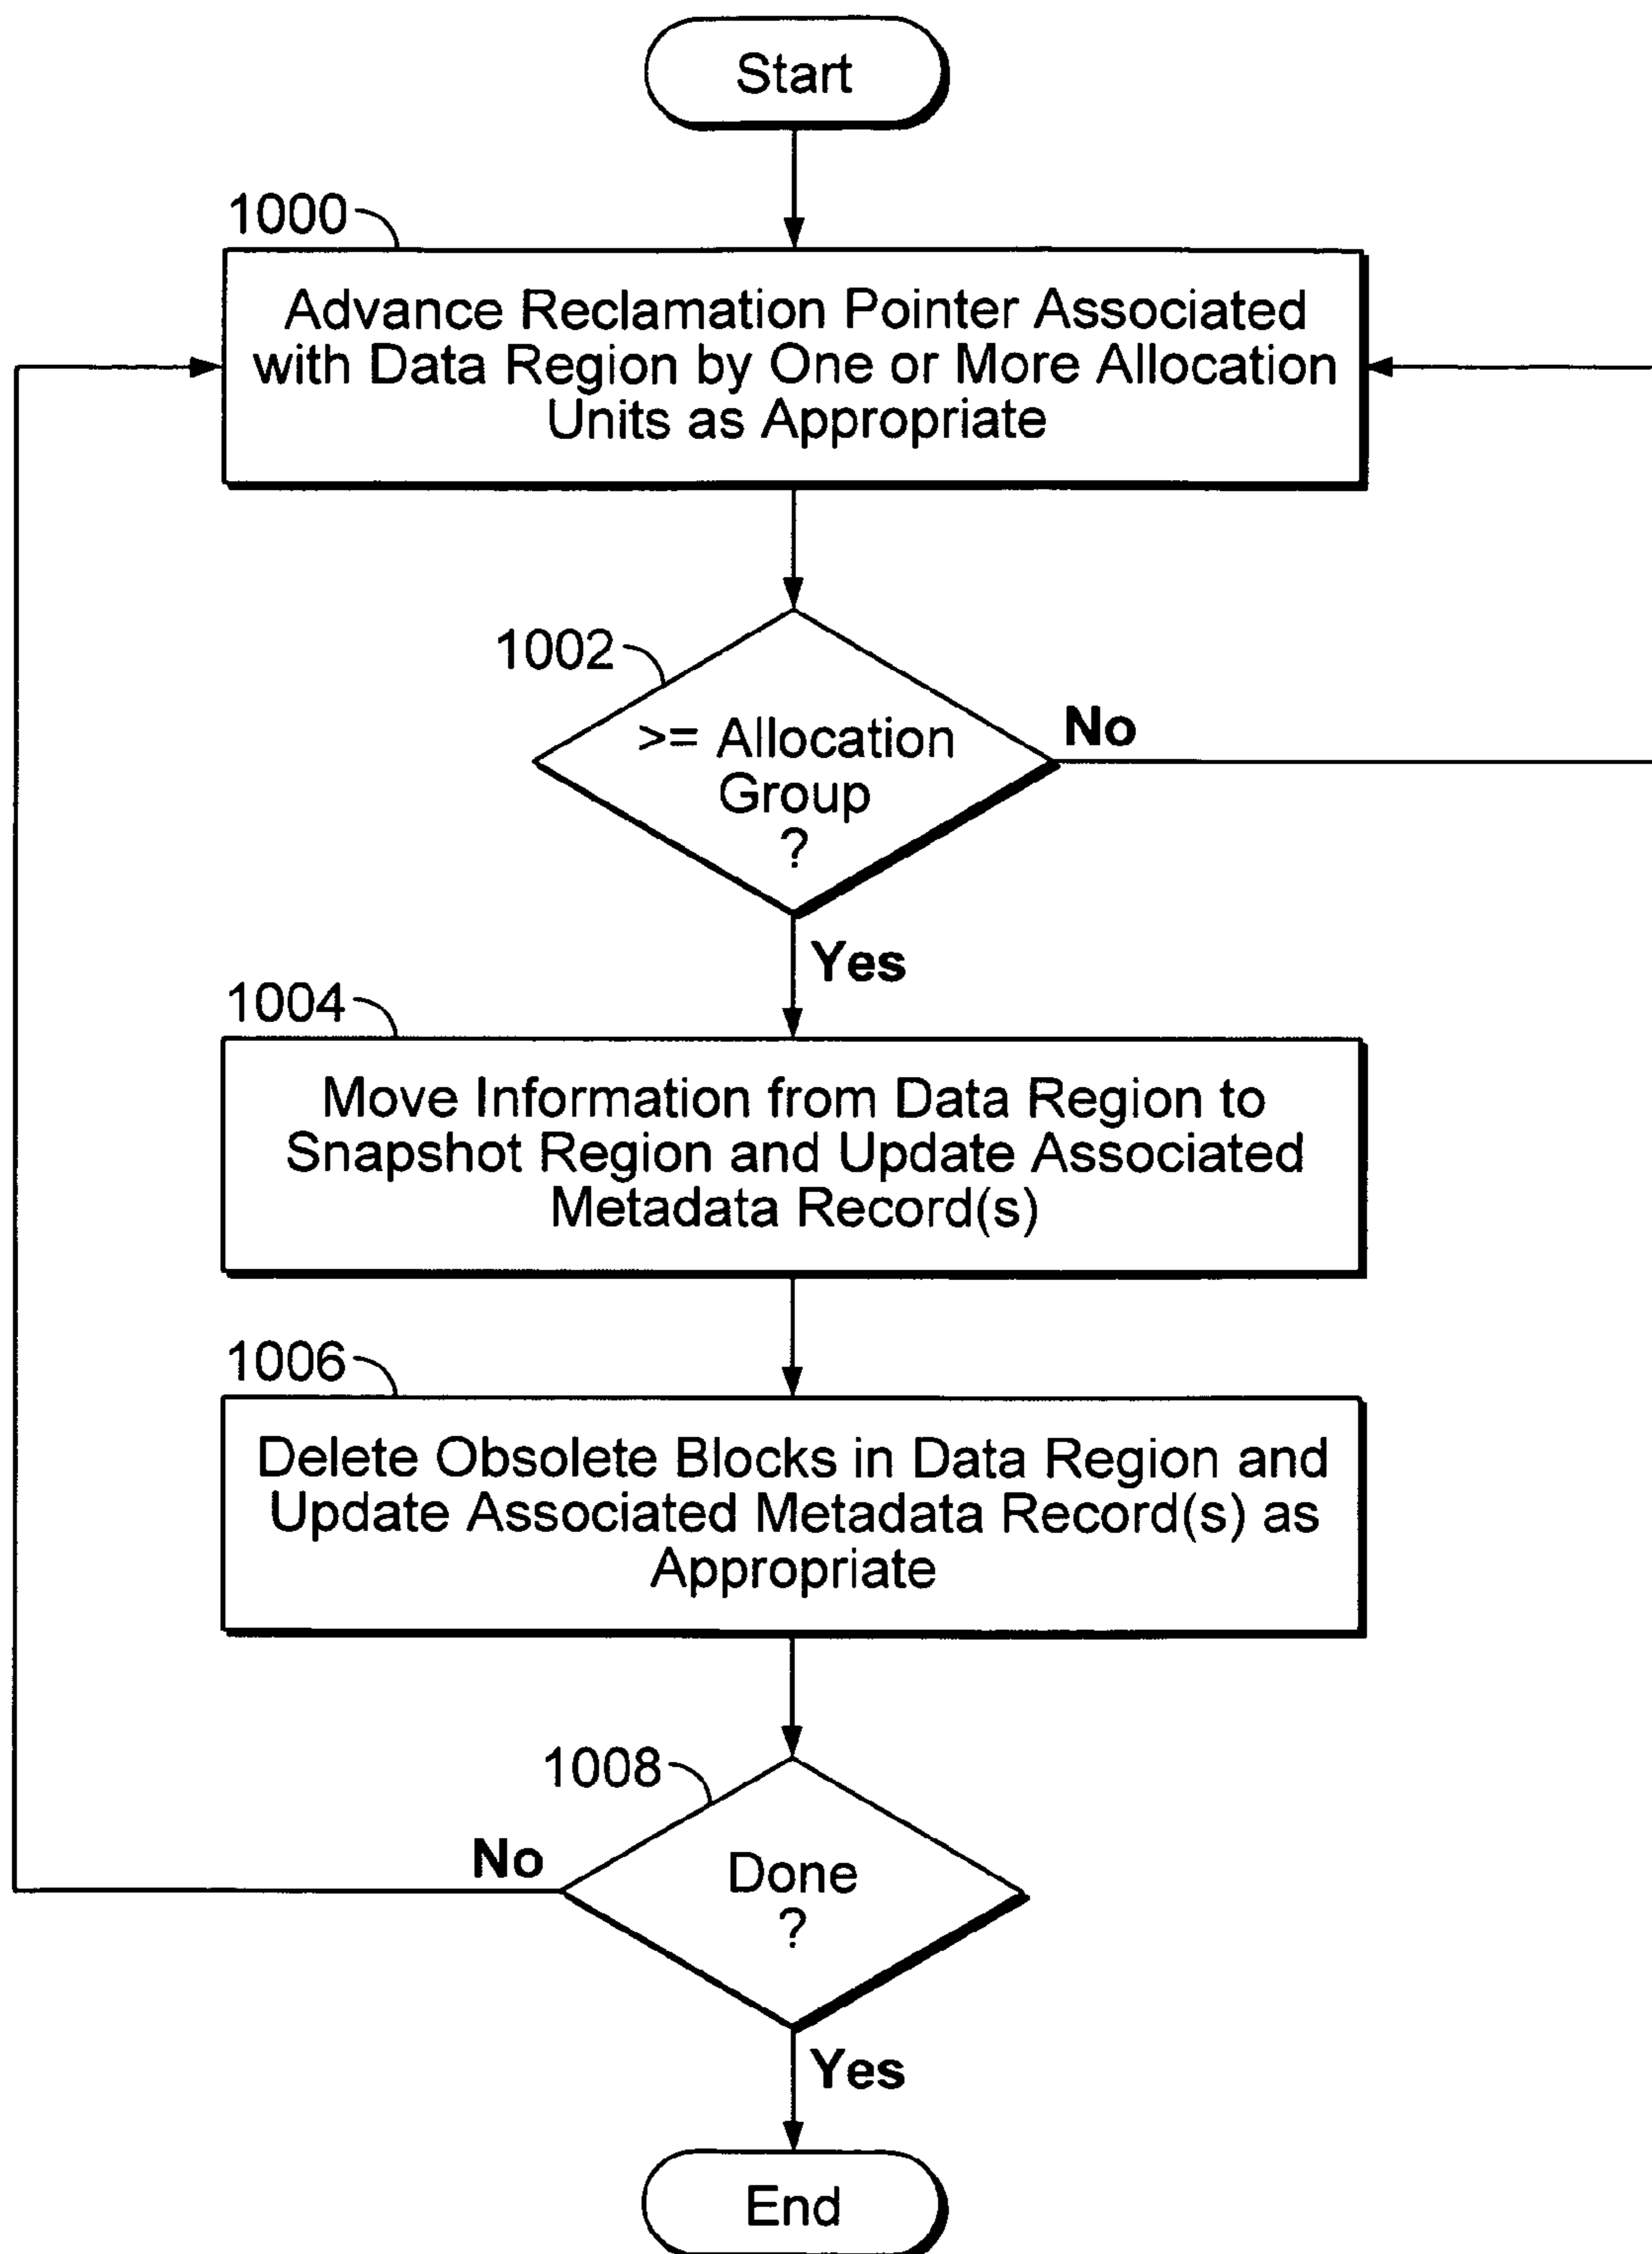 Start
1000
Advance Reclamation Pointer Associated
with Data Region by One or More Allocation
Units as Appropriate
1002
>= Allocation
Group
?
No
Yes
1004
Move Information from Data Region to
Snapshot Region and Update Associated
Metadata Record(s)
1006
Delete Obsolete Blocks in Data Region and
Update Associated Metadata Record(s) as
Appropriate
1008
Done
?
No
Yes
End